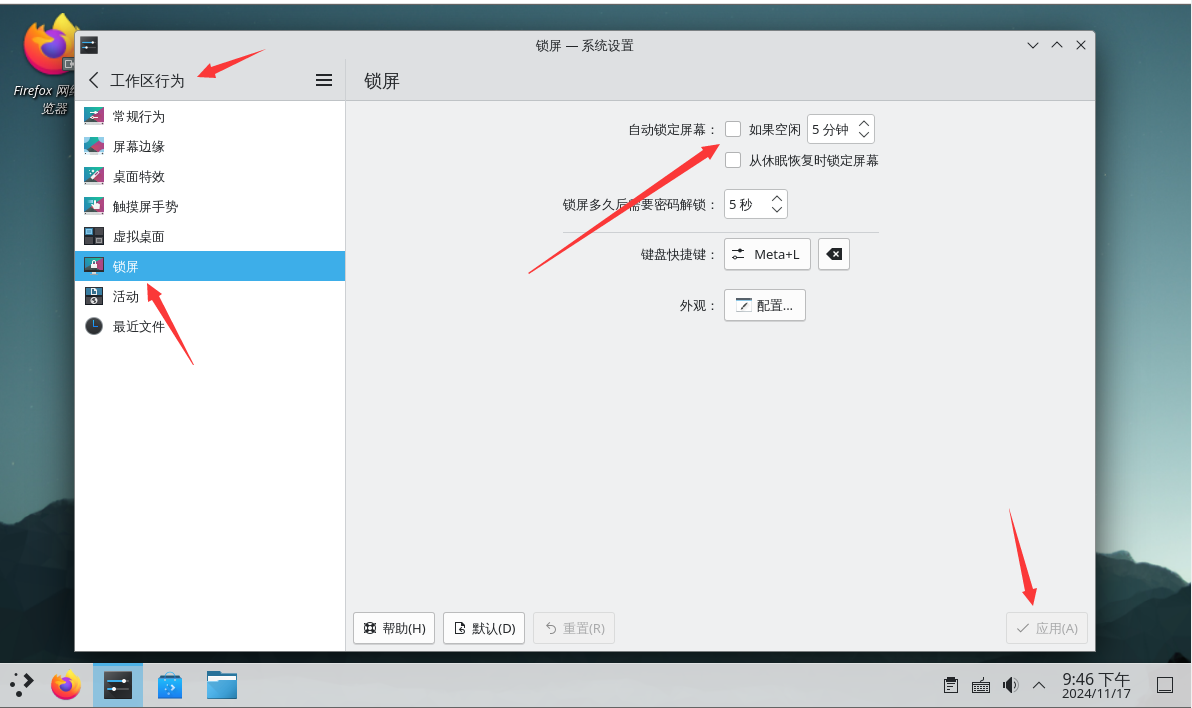 Firefox 网络
览器
锁屏 — 系统设置
工作区行为
锁屏
常规行为
屏幕边缘
桌面特效
触摸屏手势
虚拟桌面
锁屏
活动
最近文件
自动锁定屏幕： 如果空闲 5 分钟
从休眠恢复时锁定屏幕
锁屏多久后需要密码解锁： 5 秒
键盘快捷键： Meta+L
外观： 配置...
帮助(H) 默认(D) 重置(R) 应用(A)
9:46 下午
2024/11/17